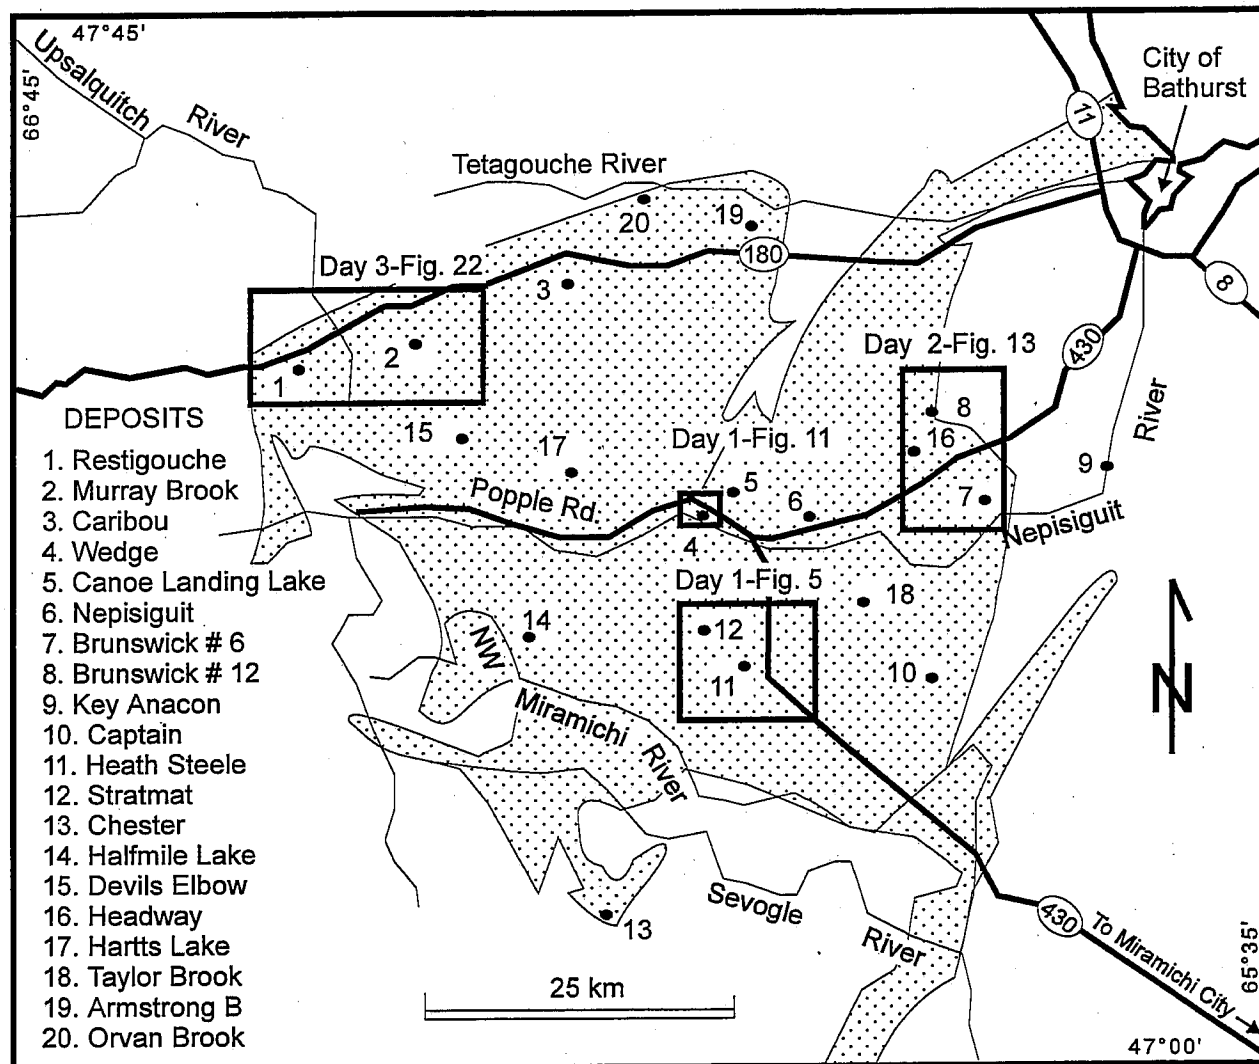 47°45'
66°45'
Upsalquitch
River
City of
Bathurst
11
Tetagouche River
20
19
180
8
Day 3-Fig. 22
3
2
1
430
Day 2-Fig. 13
8
16
7
9
River
Nepisiguit
15
17
Day 1-Fig. 11
5
6
Popple Rd.
4
Day 1-Fig. 5
18
12
11
10
14
NW
Miramichi
River
N
DEPOSITS
1. Restigouche
2. Murray Brook
3. Caribou
4. Wedge
5. Canoe Landing Lake
6. Nepisiguit
7. Brunswick # 6
8. Brunswick # 12
9. Key Anacon
10. Captain
11. Heath Steele
12. Stratmat
13. Chester
14. Halfmile Lake
15. Devils Elbow
16. Headway
17. Hartts Lake
18. Taylor Brook
19. Armstrong B
20. Orvan Brook
13
Sevogle
River
430
To Miramichi City
25 km
65°35'
47°00'